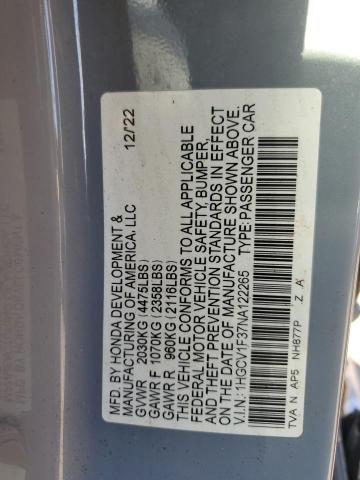 MFD. BY HONDA DEVELOPMENT &
MANUFACTURING OF AMERICA, LLC 12/22
GVWR 2030KG (4475LBS)
GAWR F 1070KG (2358LBS)
GAWR R 960KG (2116LBS)
THIS VEHICLE CONFORMS TO ALL APPLICABLE
FEDERAL MOTOR VEHICLE SAFETY, BUMPER,
AND THEFT PREVENTION STANDARDS IN EFFECT
ON THE DATE OF MANUFACTURE SHOWN ABOVE.
V.I.N.: 1HGCV1F37NA122265 TYPE: PASSENGER CAR
TVA N AP5 NH877P Z A